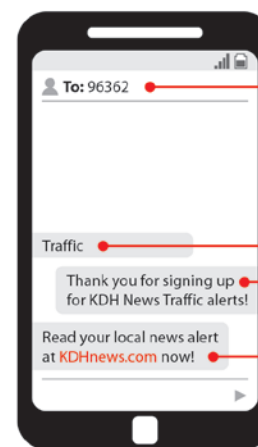 To: 96362
Traffic
Thank you for signing up
for KDH News Traffic alerts!
Read your local news alert
at KDHnews.com now!